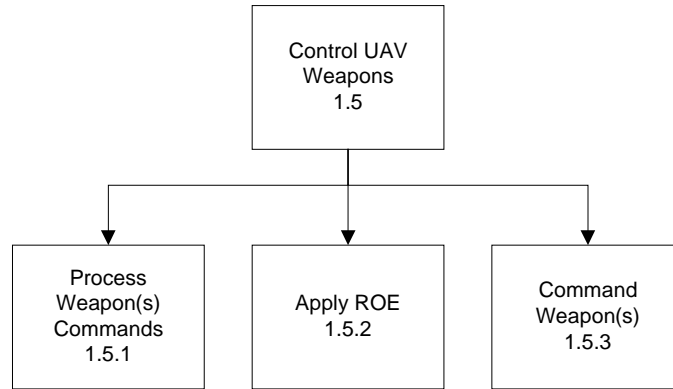 Control UAV
Weapons
1.5
Process
Weapon(s)
Commands
1.5.1
Apply ROE
1.5.2
Command
Weapon(s)
1.5.3